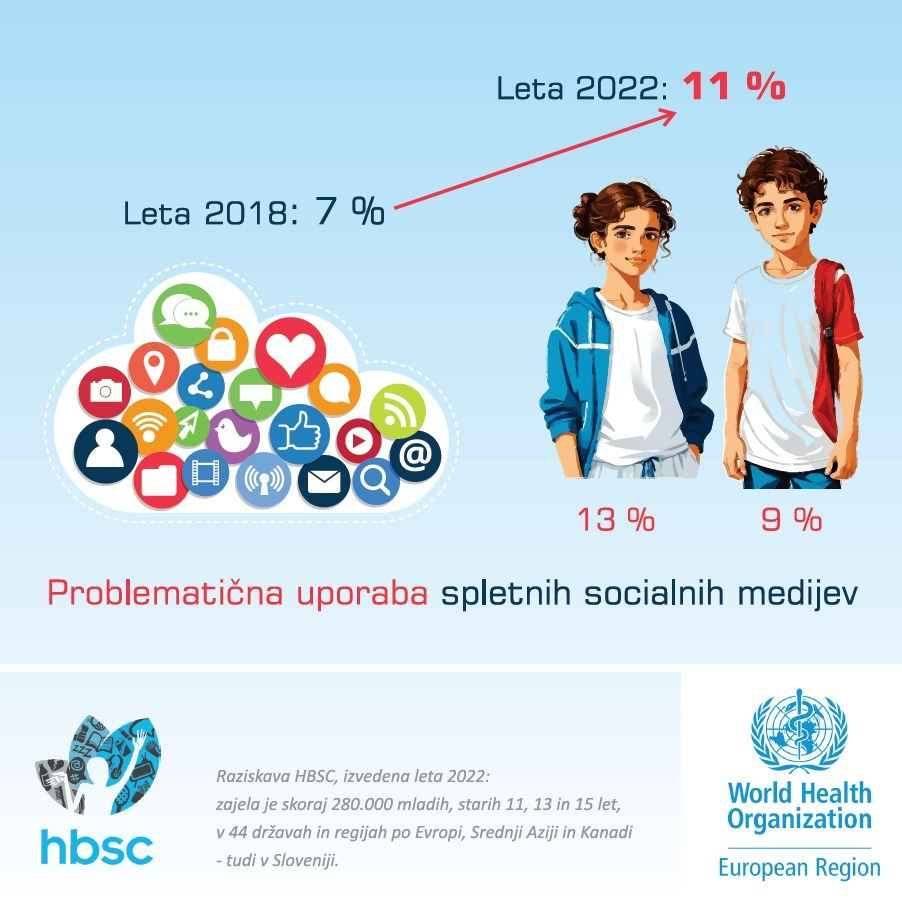 Leta 2022: 11 %
Leta 2018: 7 %
@
13 %
9 %
Problematična uporaba spletnih socialnih medijev
zzz
@
hbsc
Raziskava HBSC, izvedena leta 2022:
zajela je skoraj 280.000 mladih, starih 11, 13 in 15 let,
v 44 državah in regijah po Evropi, Srednji Aziji in Kanadi
- tudi v Sloveniji.
World Health
Organization
European Region